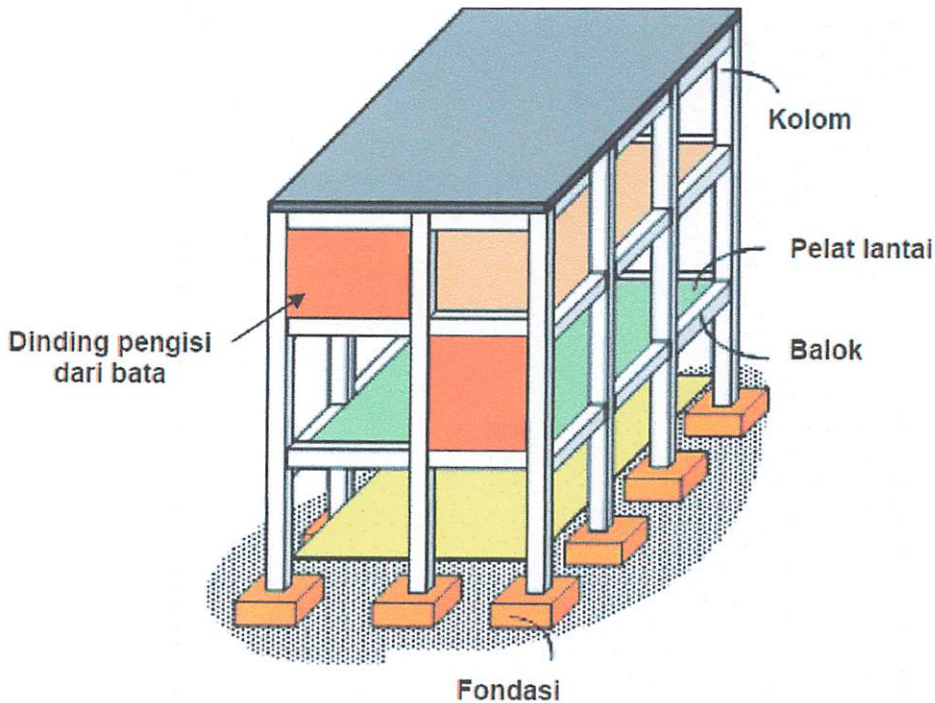 Kolom
Pelat lantai
Dinding pengisi
dari bata
Balok
Fondasi